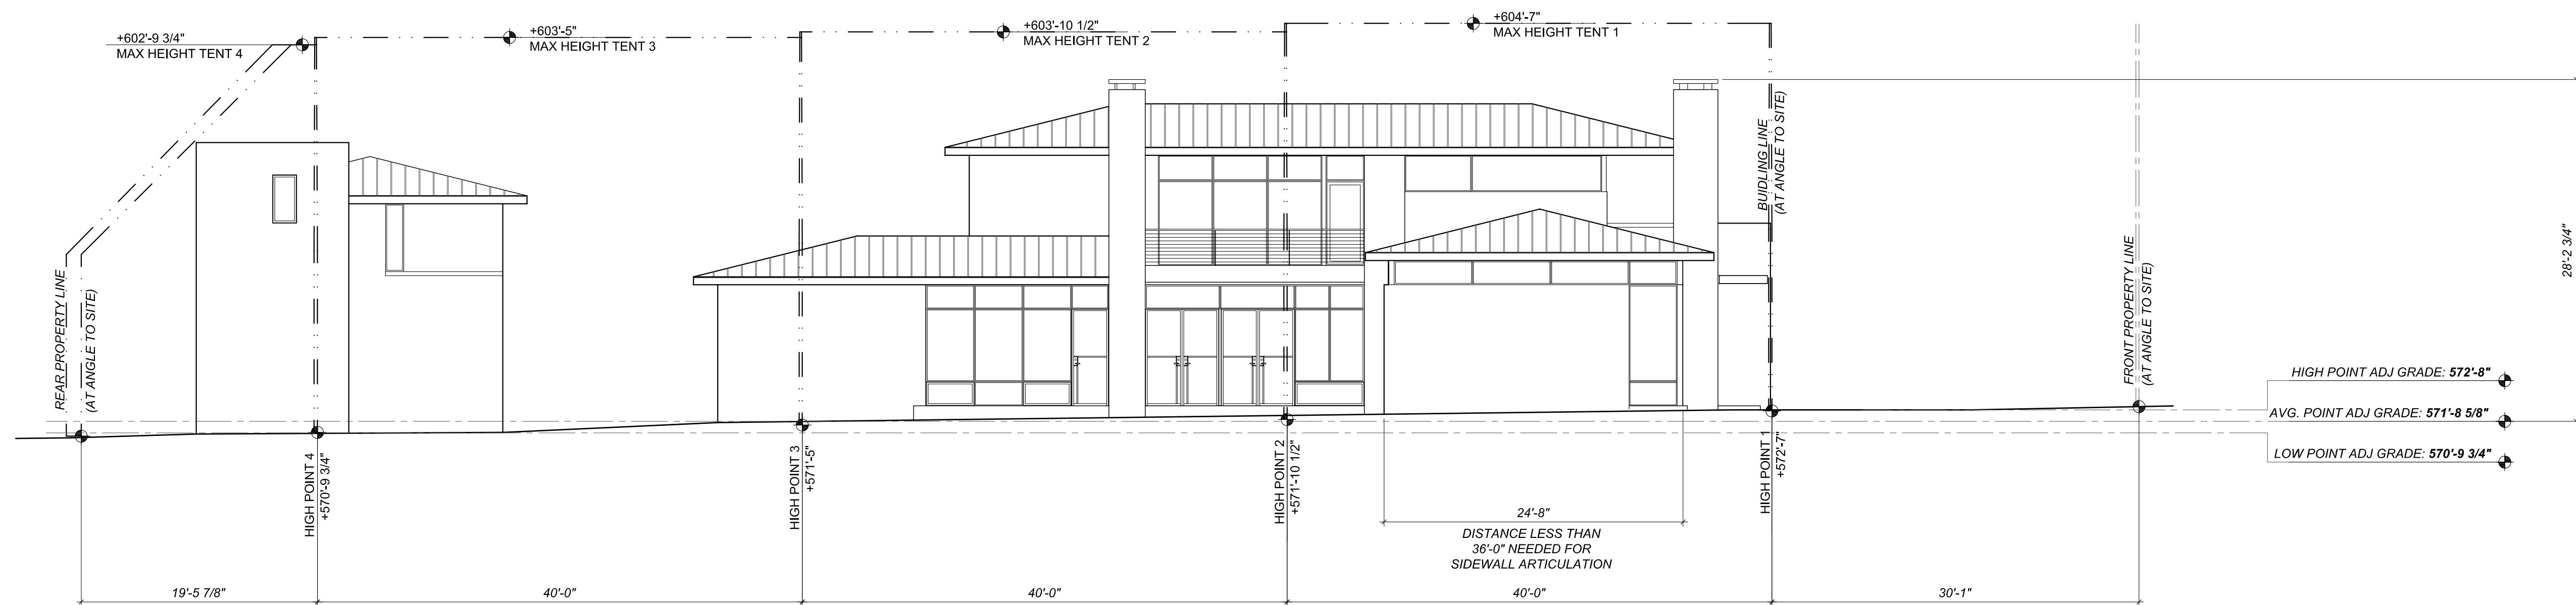 +602'-9 3/4"
MAX HEIGHT TENT 4
+603'-5"
MAX HEIGHT TENT 3
+603'-10 1/2"
MAX HEIGHT TENT 2
+604'-7"
MAX HEIGHT TENT 1
REAR PROPERTY LINE
(AT ANGLE TO SITE)
BUIDLING LINE
(AT ANGLE TO SITE)
FRONT PROPERTY LINE
(AT ANGLE TO SITE)
28'-2 3/4"
HIGH POINT ADJ GRADE: 572'-8"
AVG. POINT ADJ GRADE: 571'-8 5/8"
LOW POINT ADJ GRADE: 570'-9 3/4"
HIGH POINT 4
+570'-9 3/4"
HIGH POINT 3
+571'-5"
HIGH POINT 2
+571'-10 1/2"
HIGH POINT 1
+572'-7"
24'-8"
DISTANCE LESS THAN
36'-0" NEEDED FOR
SIDEWALL ARTICULATION
19'-5 7/8"
40'-0"
40'-0"
40'-0"
30'-1"